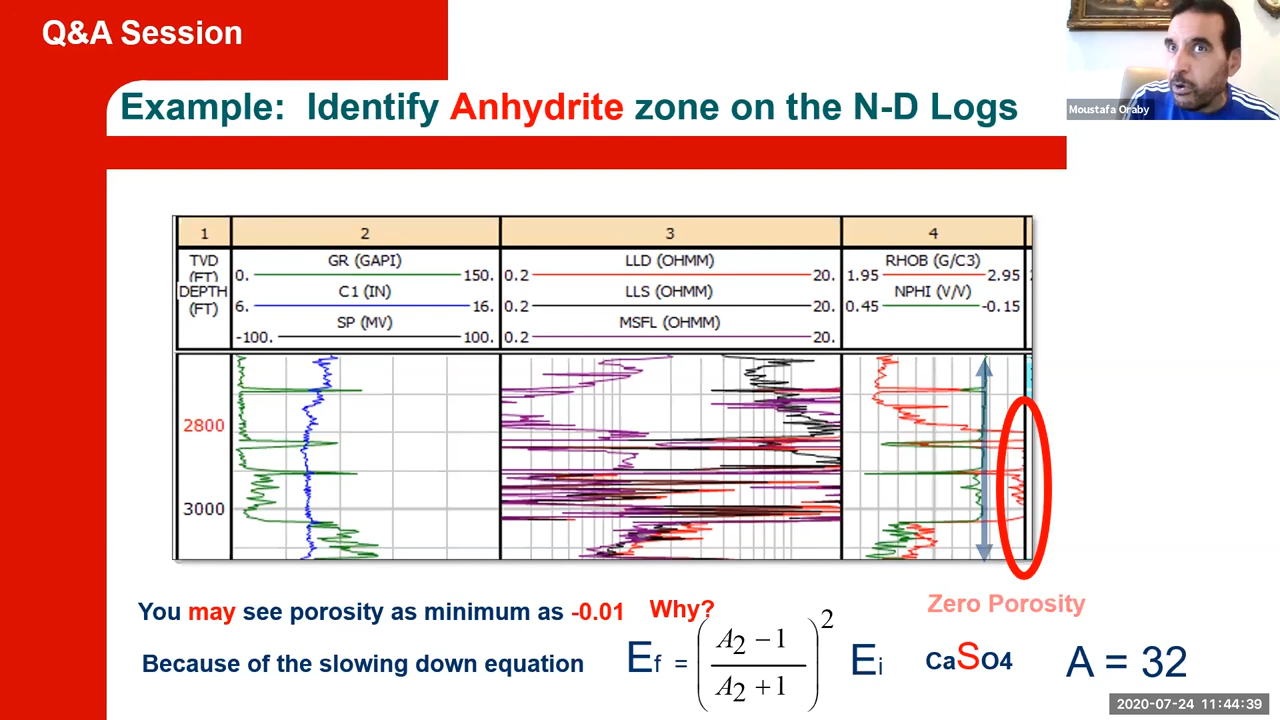 Q&A Session
Example: Identify Anhydrite zone on the N-D Logs
Moustafa Oraby
1 2 3 4
TVD (FT)
DEPTH (FT)
GR (GAPI)
0. 150.
C1 (IN)
6. 16.
SP (MV)
-100. 100.
LLD (OHMM)
0.2 20.
LLS (OHMM)
0.2 20.
MSFL (OHMM)
0.2 20.
RHOB (G/C3)
1.95 2.95
NPHI (V/V)
0.45 -0.15
2800
3000
Zero Porosity
You may see porosity as minimum as -0.01 Why?
Because of the slowing down equation
Ef = (A2 − 1 / A2 + 1)2 Ei
CaSO4
A = 32
2020-07-24 11:44:39